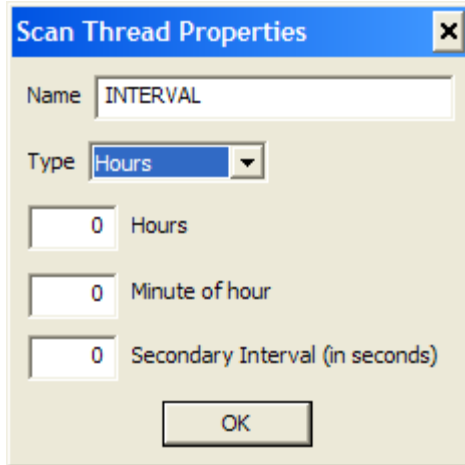 Scan Thread Properties
Name INTERVAL
Type Hours
0 Hours
0 Minute of hour
0 Secondary Interval (in seconds)
OK